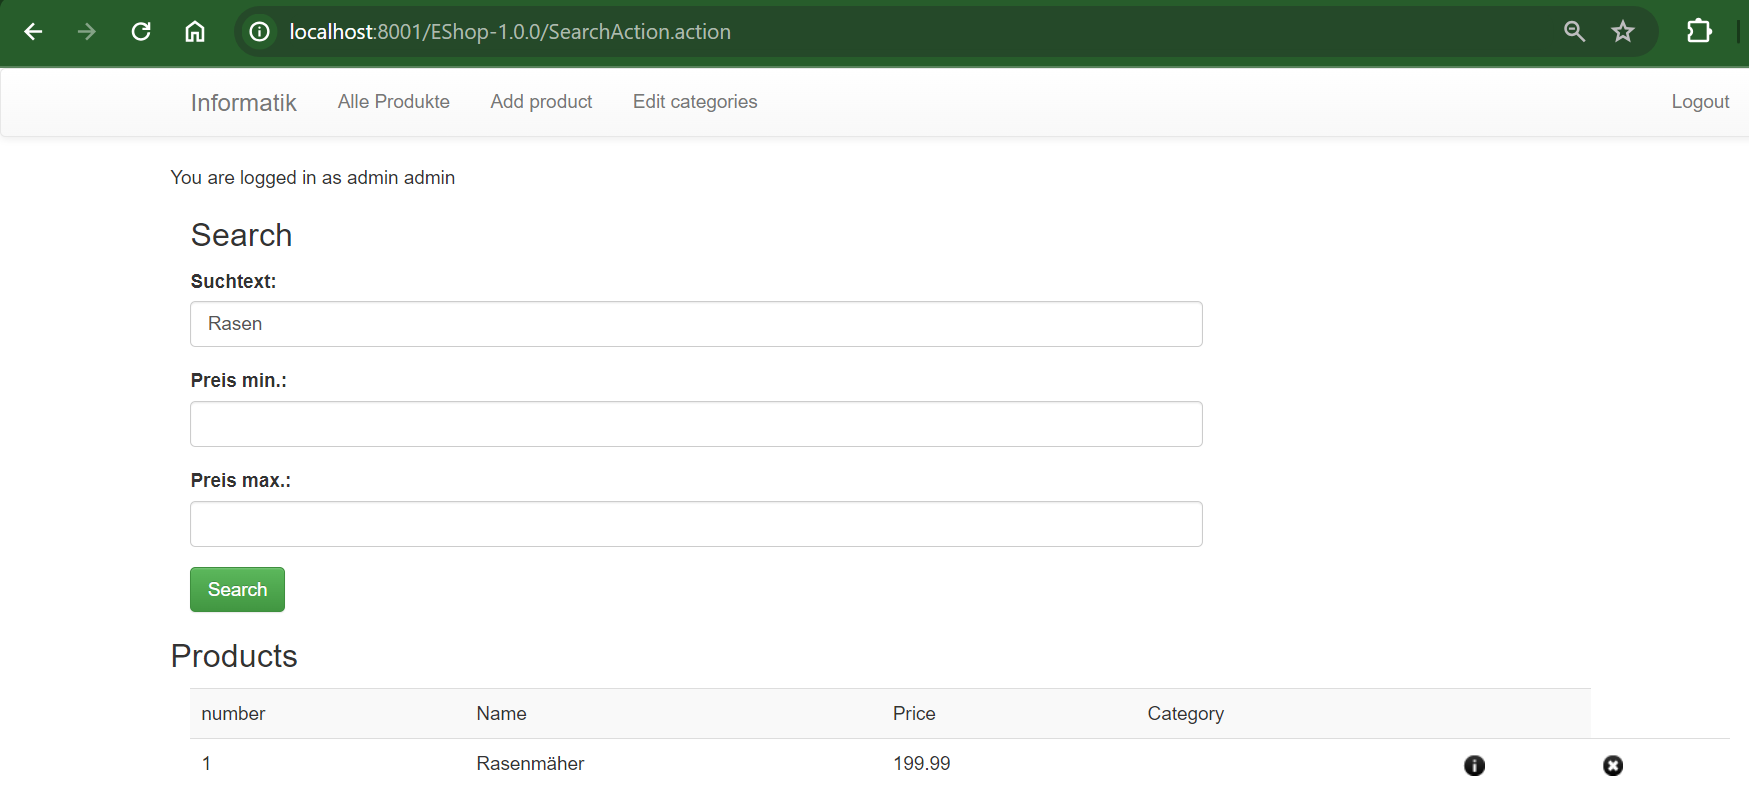 localhost:8001/EShop-1.0.0/SearchAction.action
Informatik Alle Produkte Add product Edit categories Logout
You are logged in as admin admin
Search
Suchtext:
Rasen
Preis min.:
Preis max.:
Search
Products
number Name Price Category
1 Rasenmäher 199.99